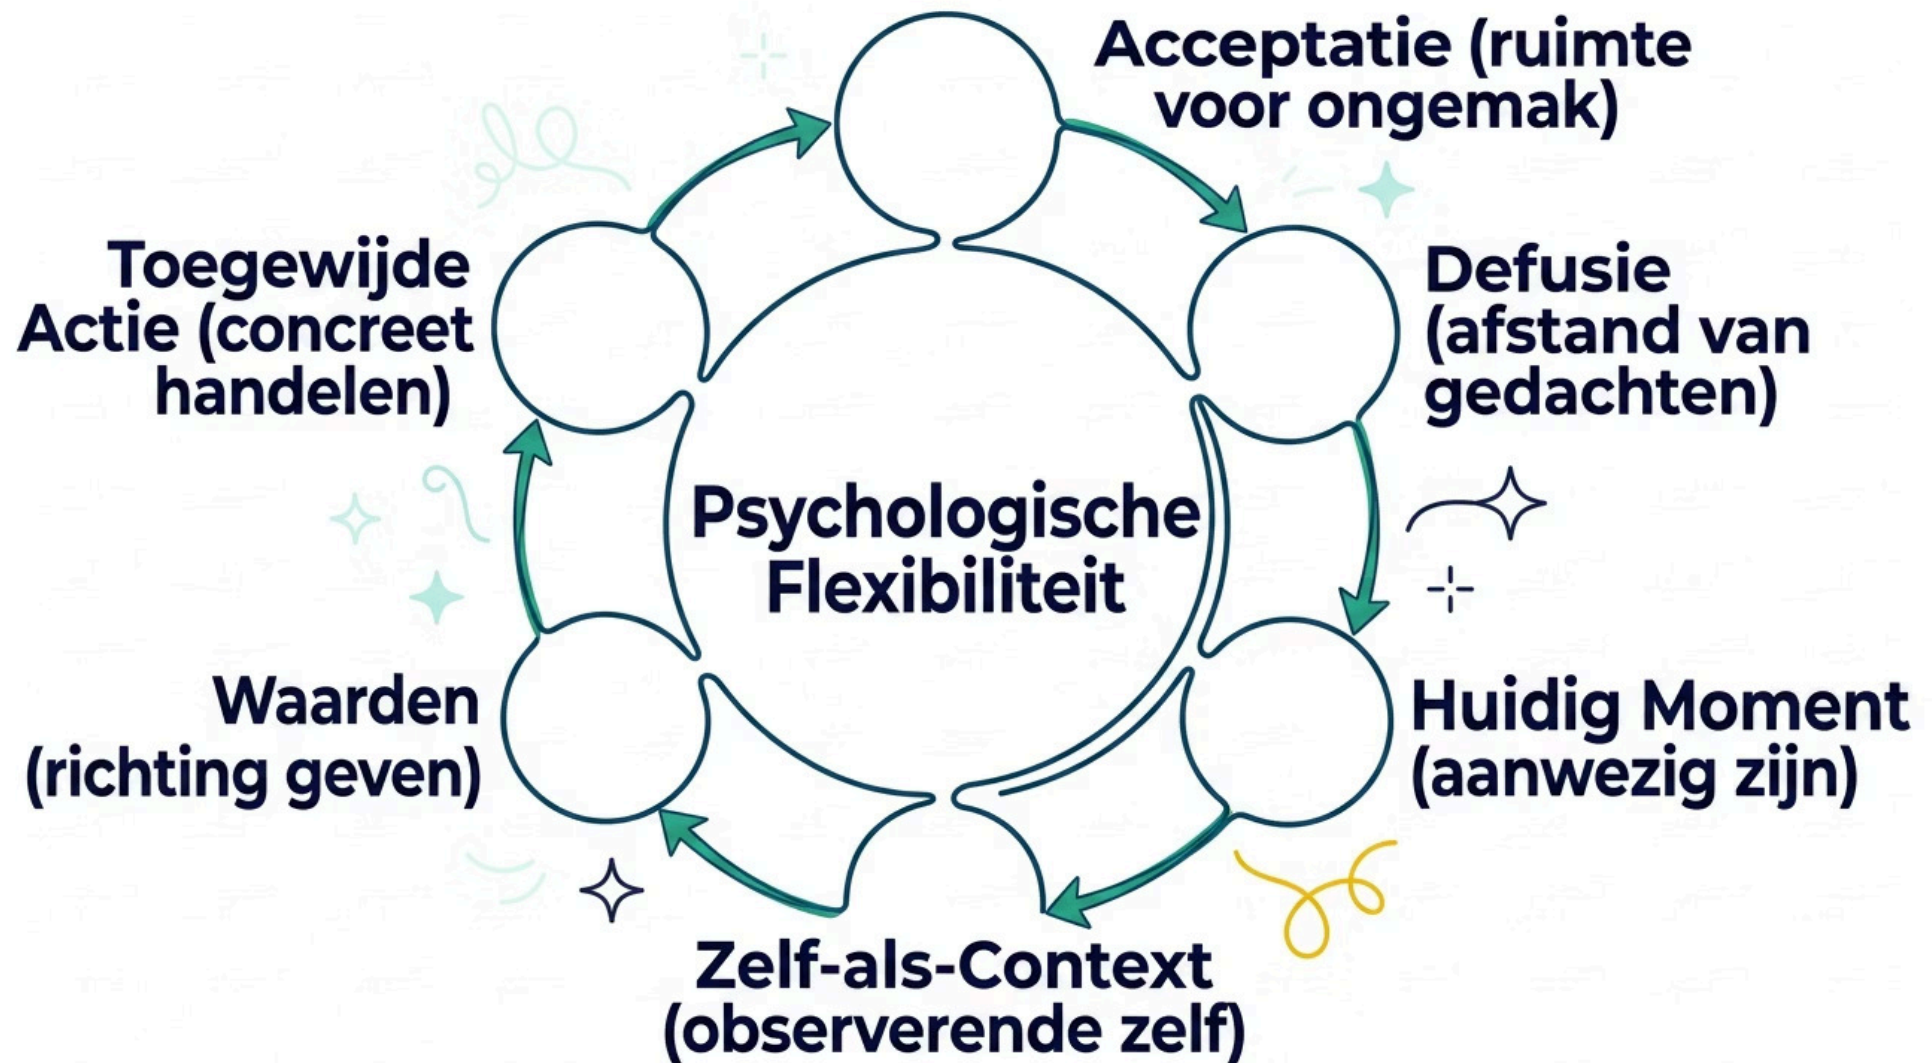 Acceptatie (ruimte
voor ongemak)
Defusie
(afstand van
gedachten)
Huidig Moment
(aanwezig zijn)
Zelf-als-Context
(observerende zelf)
Waarden
(richting geven)
Toegewijde
Actie (concreet
handelen)
Psychologische
Flexibiliteit